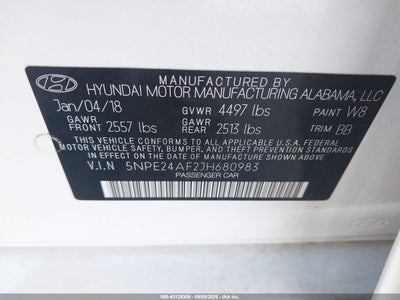 MANUFACTURED BY
HYUNDAI MOTOR MANUFACTURING ALABAMA, LLC
Jan/04/18 GVWR 4497 lbs PAINT W8
GAWR GAWR
FRONT 2557 lbs REAR 2513 lbs TRIM BB
THIS VEHICLE CONFORMS TO ALL APPLICABLE U.S.A. FEDERAL
MOTOR VEHICLE SAFETY, BUMPER, AND THEFT PREVENTION STANDARDS
IN EFFECT ON THE DATE OF MANUFACTURE SHOWN ABOVE.
V.I.N 5NPE24AF2JH680983
PASSENGER CAR